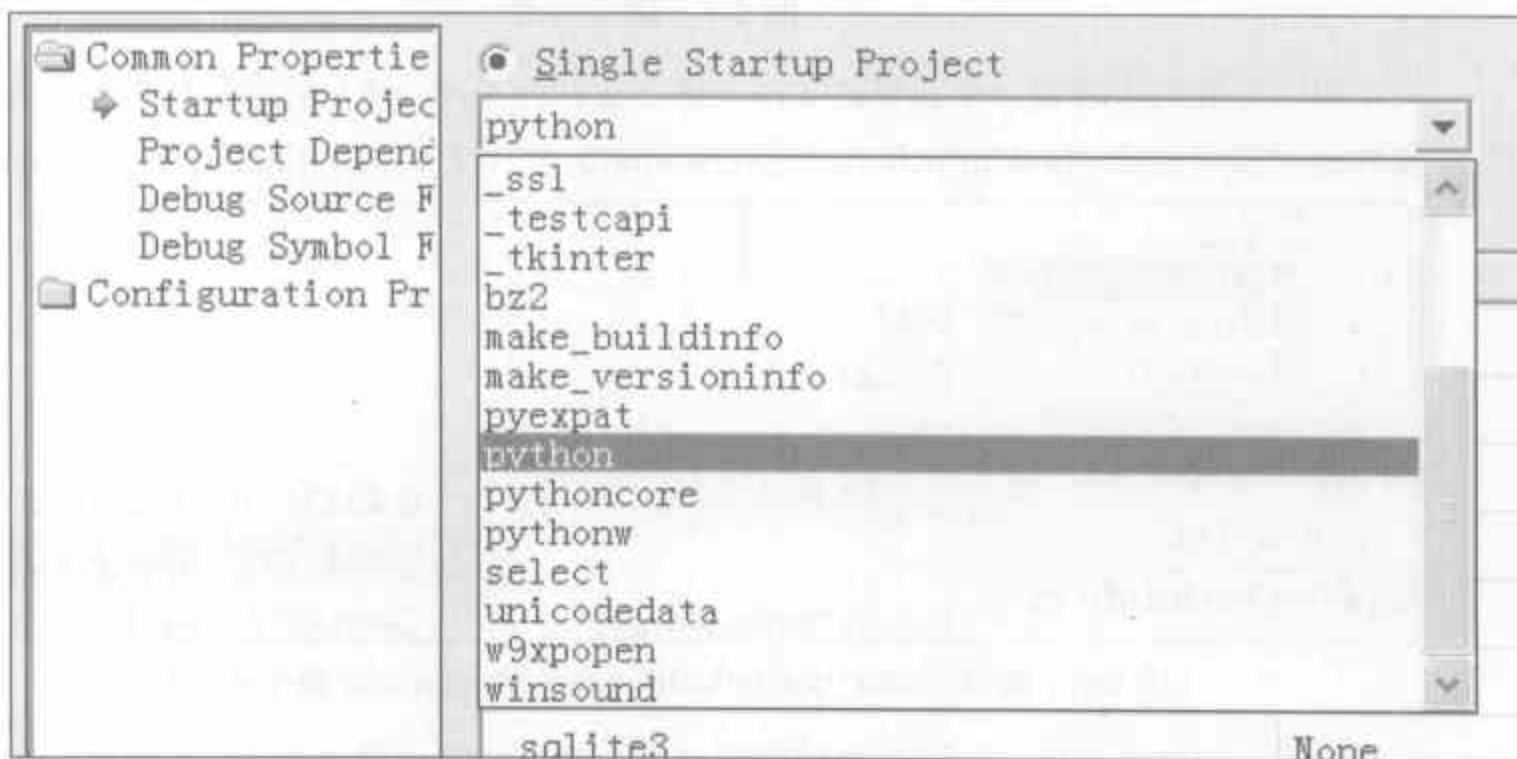 Common Propertie
Startup Projec
Project Depend
Debug Source F
Debug Symbol F
Configuration Pr
Single Startup Project
python
_ssl
_testcapi
_tkinter
bz2
make_buildinfo
make_versioninfo
pyexpat
python
pythoncore
pythonw
select
unicodedata
w9xpopen
winsound
sqlite3 None